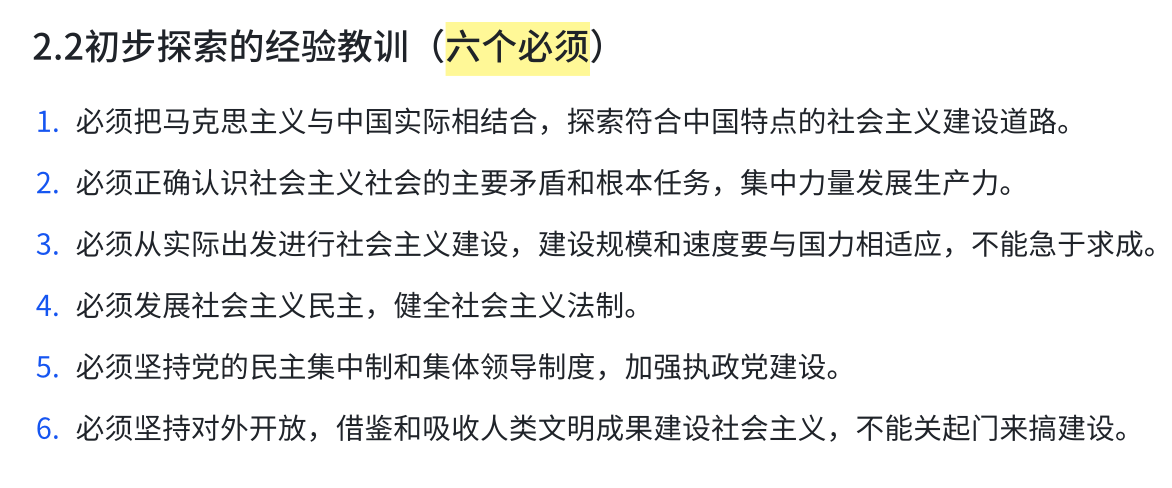 2.2初步探索的经验教训（六个必须）
1. 必须把马克思主义与中国实际相结合，探索符合中国特点的社会主义建设道路。
2. 必须正确认识社会主义社会的主要矛盾和根本任务，集中力量发展生产力。
3. 必须从实际出发进行社会主义建设，建设规模和速度要与国力相适应，不能急于求成。
4. 必须发展社会主义民主，健全社会主义法制。
5. 必须坚持党的民主集中制和集体领导制度，加强执政党建设。
6. 必须坚持对外开放，借鉴和吸收人类文明成果建设社会主义，不能关起门来搞建设。